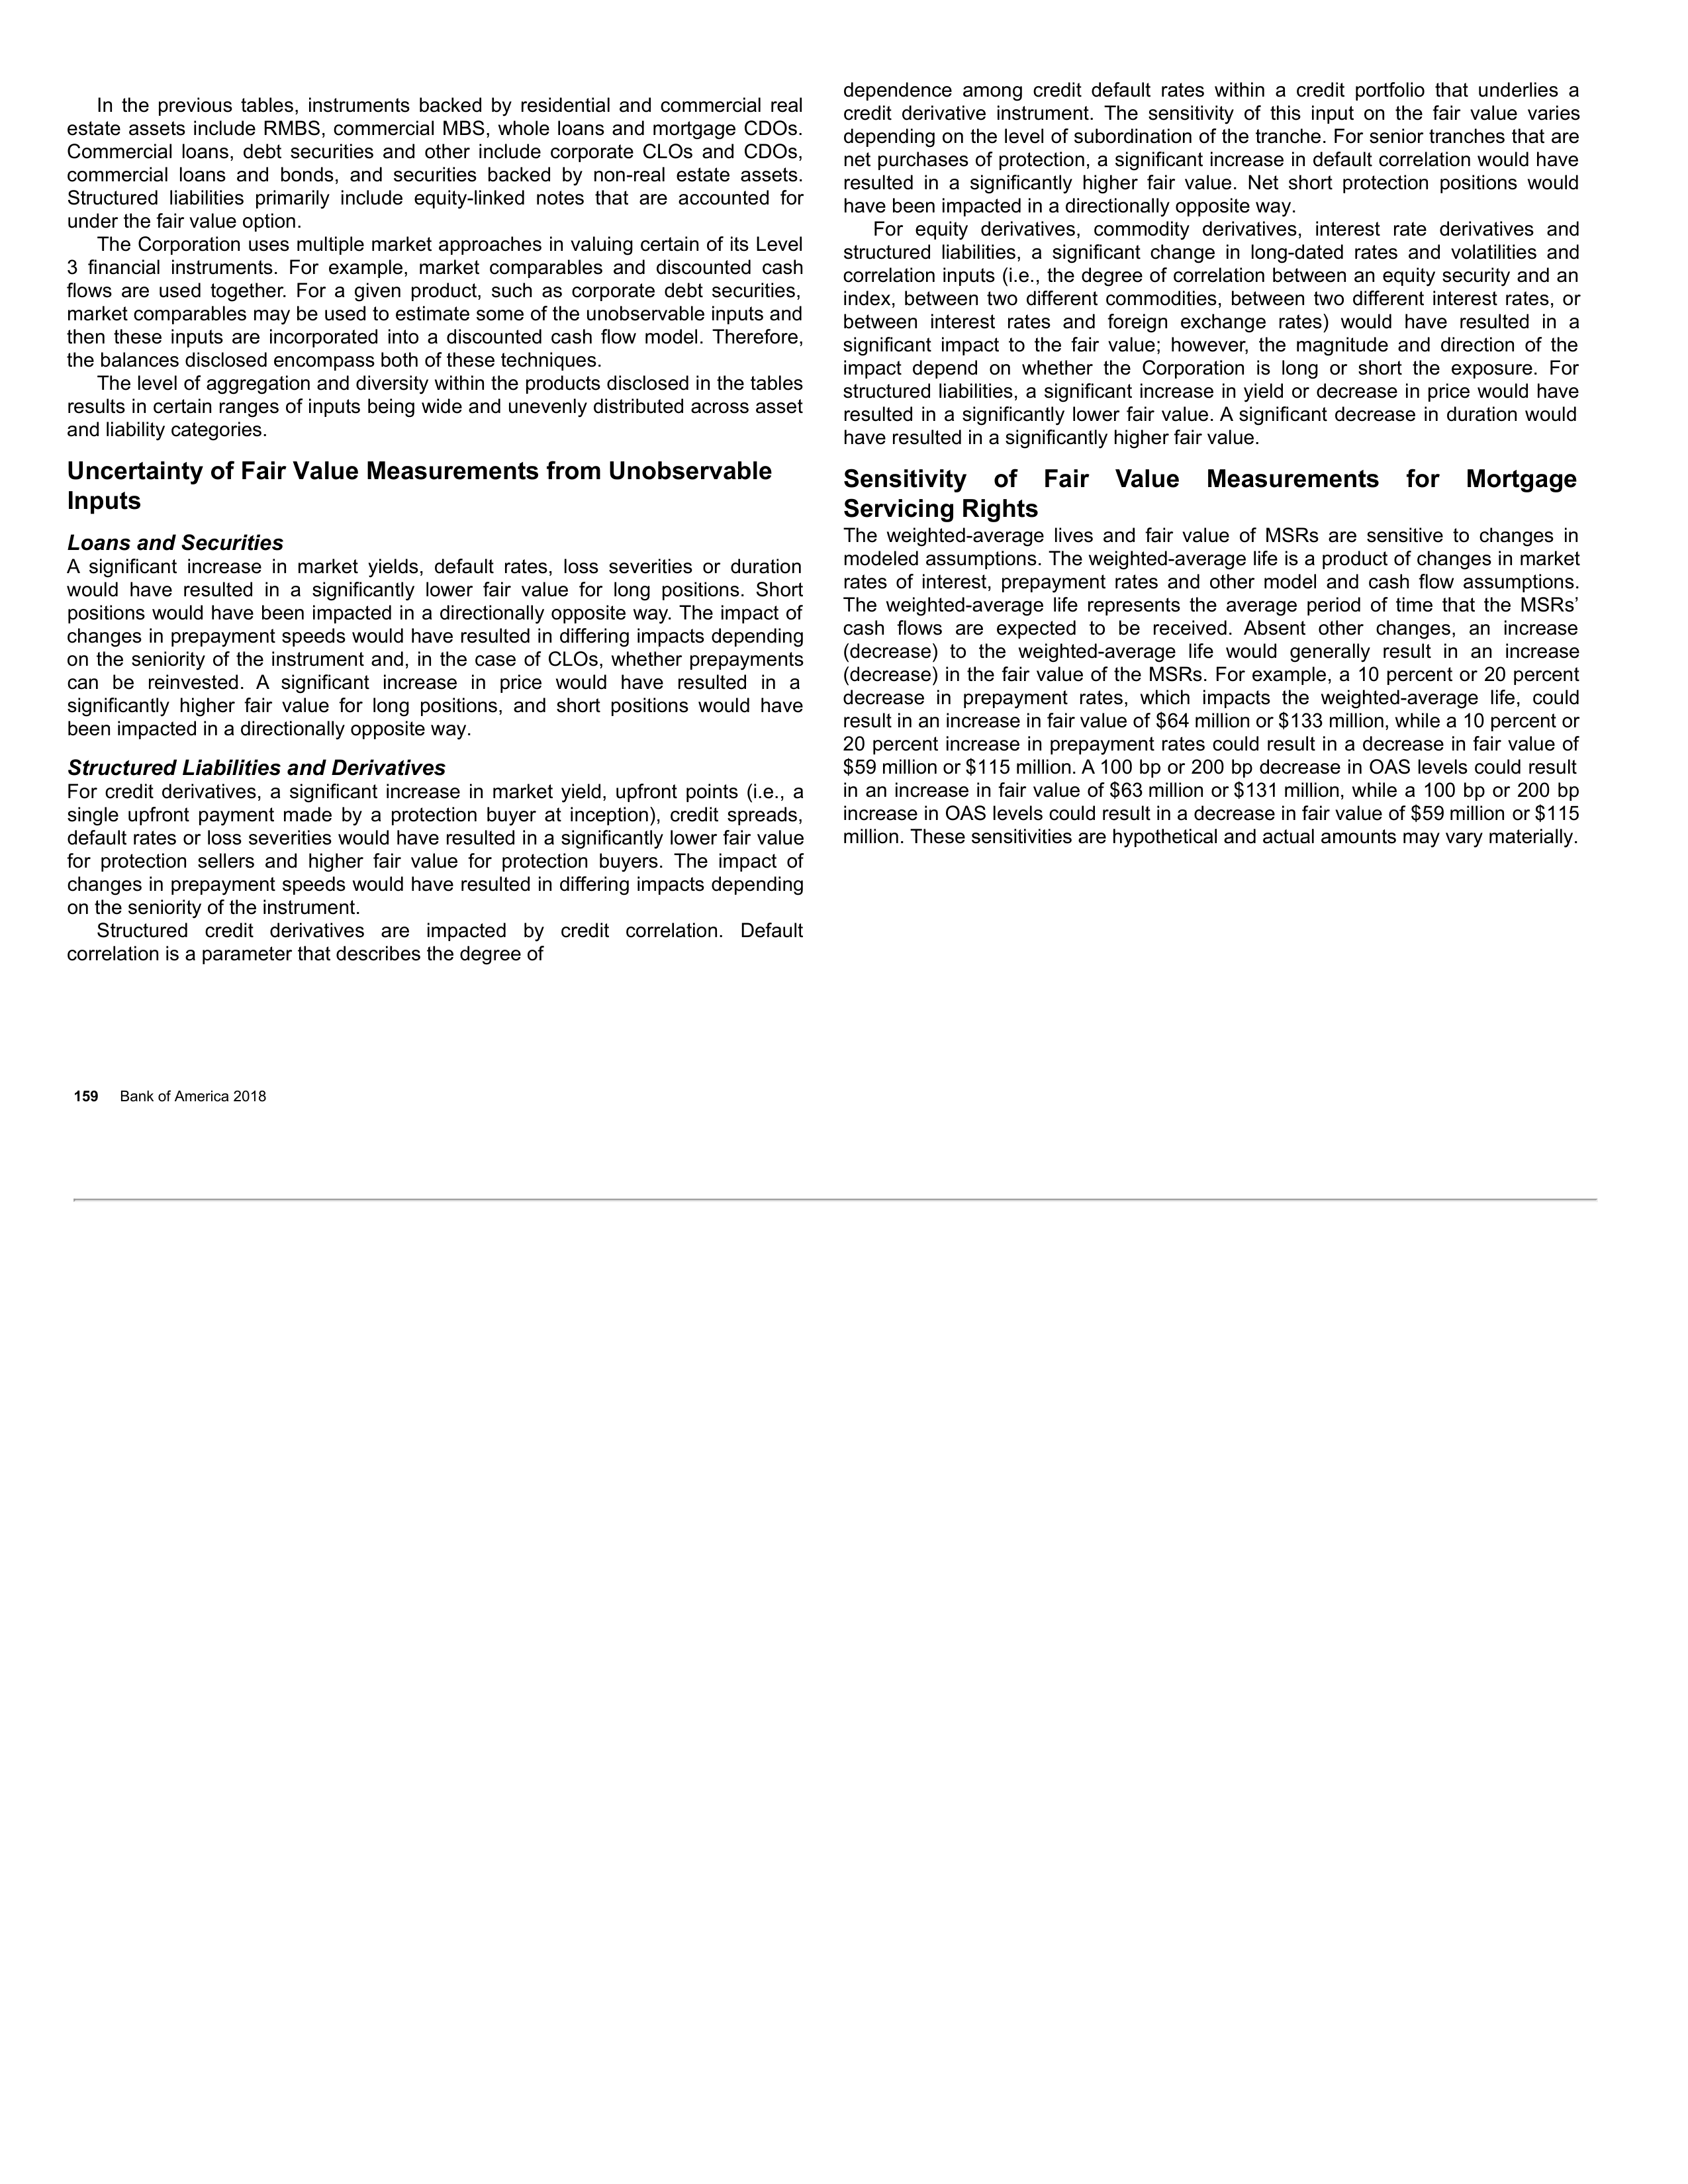 In the previous tables, instruments backed by residential and commercial real
estate assets include RMBS, commercial MBS, whole loans and mortgage CDOs.
Commercial loans, debt securities and other include corporate CLOs and CDOs,
commercial loans and bonds, and securities backed by non-real estate assets.
Structured liabilities primarily include equity-linked notes that are accounted for
under the fair value option.
The Corporation uses multiple market approaches in valuing certain of its Level
3 financial instruments. For example, market comparables and discounted cash
flows are used together. For a given product, such as corporate debt securities,
market comparables may be used to estimate some of the unobservable inputs and
then these inputs are incorporated into a discounted cash flow model. Therefore,
the balances disclosed encompass both of these techniques.
The level of aggregation and diversity within the products disclosed in the tables
results in certain ranges of inputs being wide and unevenly distributed across asset
and liability categories.
Uncertainty of Fair Value Measurements from Unobservable
Inputs
Loans and Securities
A significant increase in market yields, default rates, loss severities or duration
would have resulted in a significantly lower fair value for long positions. Short
positions would have been impacted in a directionally opposite way. The impact of
changes in prepayment speeds would have resulted in differing impacts depending
on the seniority of the instrument and, in the case of CLOs, whether prepayments
can be reinvested. A significant increase in price would have resulted in a
significantly higher fair value for long positions, and short positions would have
been impacted in a directionally opposite way.
Structured Liabilities and Derivatives
For credit derivatives, a significant increase in market yield, upfront points (i.e., a
single upfront payment made by a protection buyer at inception), credit spreads,
default rates or loss severities would have resulted in a significantly lower fair value
for protection sellers and higher fair value for protection buyers. The impact of
changes in prepayment speeds would have resulted in differing impacts depending
on the seniority of the instrument.
Structured credit derivatives are impacted by credit correlation. Default
correlation is a parameter that describes the degree of
dependence among credit default rates within a credit portfolio that underlies a
credit derivative instrument. The sensitivity of this input on the fair value varies
depending on the level of subordination of the tranche. For senior tranches that are
net purchases of protection, a significant increase in default correlation would have
resulted in a significantly higher fair value. Net short protection positions would
have been impacted in a directionally opposite way.
For equity derivatives, commodity derivatives, interest rate derivatives and
structured liabilities, a significant change in long-dated rates and volatilities and
correlation inputs (i.e., the degree of correlation between an equity security and an
index, between two different commodities, between two different interest rates, or
between interest rates and foreign exchange rates) would have resulted in a
significant impact to the fair value; however, the magnitude and direction of the
impact depend on whether the Corporation is long or short the exposure. For
structured liabilities, a significant increase in yield or decrease in price would have
resulted in a significantly lower fair value. A significant decrease in duration would
have resulted in a significantly higher fair value.
Sensitivity of Fair Value Measurements for Mortgage
Servicing Rights
The weighted-average lives and fair value of MSRs are sensitive to changes in
modeled assumptions. The weighted-average life is a product of changes in market
rates of interest, prepayment rates and other model and cash flow assumptions.
The weighted-average life represents the average period of time that the MSRs’
cash flows are expected to be received. Absent other changes, an increase
(decrease) to the weighted-average life would generally result in an increase
(decrease) in the fair value of the MSRs. For example, a 10 percent or 20 percent
decrease in prepayment rates, which impacts the weighted-average life, could
result in an increase in fair value of $64 million or $133 million, while a 10 percent or
20 percent increase in prepayment rates could result in a decrease in fair value of
$59 million or $115 million. A 100 bp or 200 bp decrease in OAS levels could result
in an increase in fair value of $63 million or $131 million, while a 100 bp or 200 bp
increase in OAS levels could result in a decrease in fair value of $59 million or $115
million. These sensitivities are hypothetical and actual amounts may vary materially.
159 Bank of America 2018